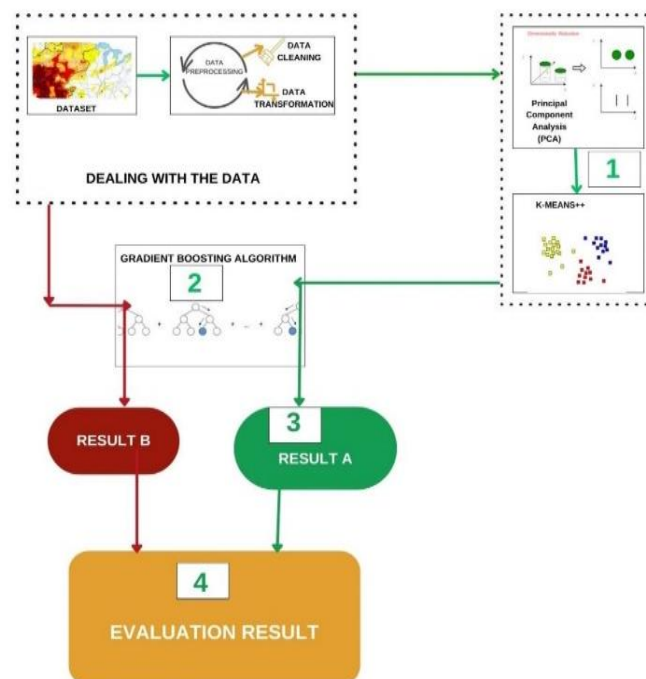 DATASET
DATA
PREPROCESSING
DATA
CLEANING
DATA
TRANSFORMATION
DEALING WITH THE DATA
Principal
Component
Analysis
(PCA)
1
K-MEANS++
GRADIENT BOOSTING ALGORITHM
2
+
+ ... +
RESULT B
3
RESULT A
4
EVALUATION RESULT